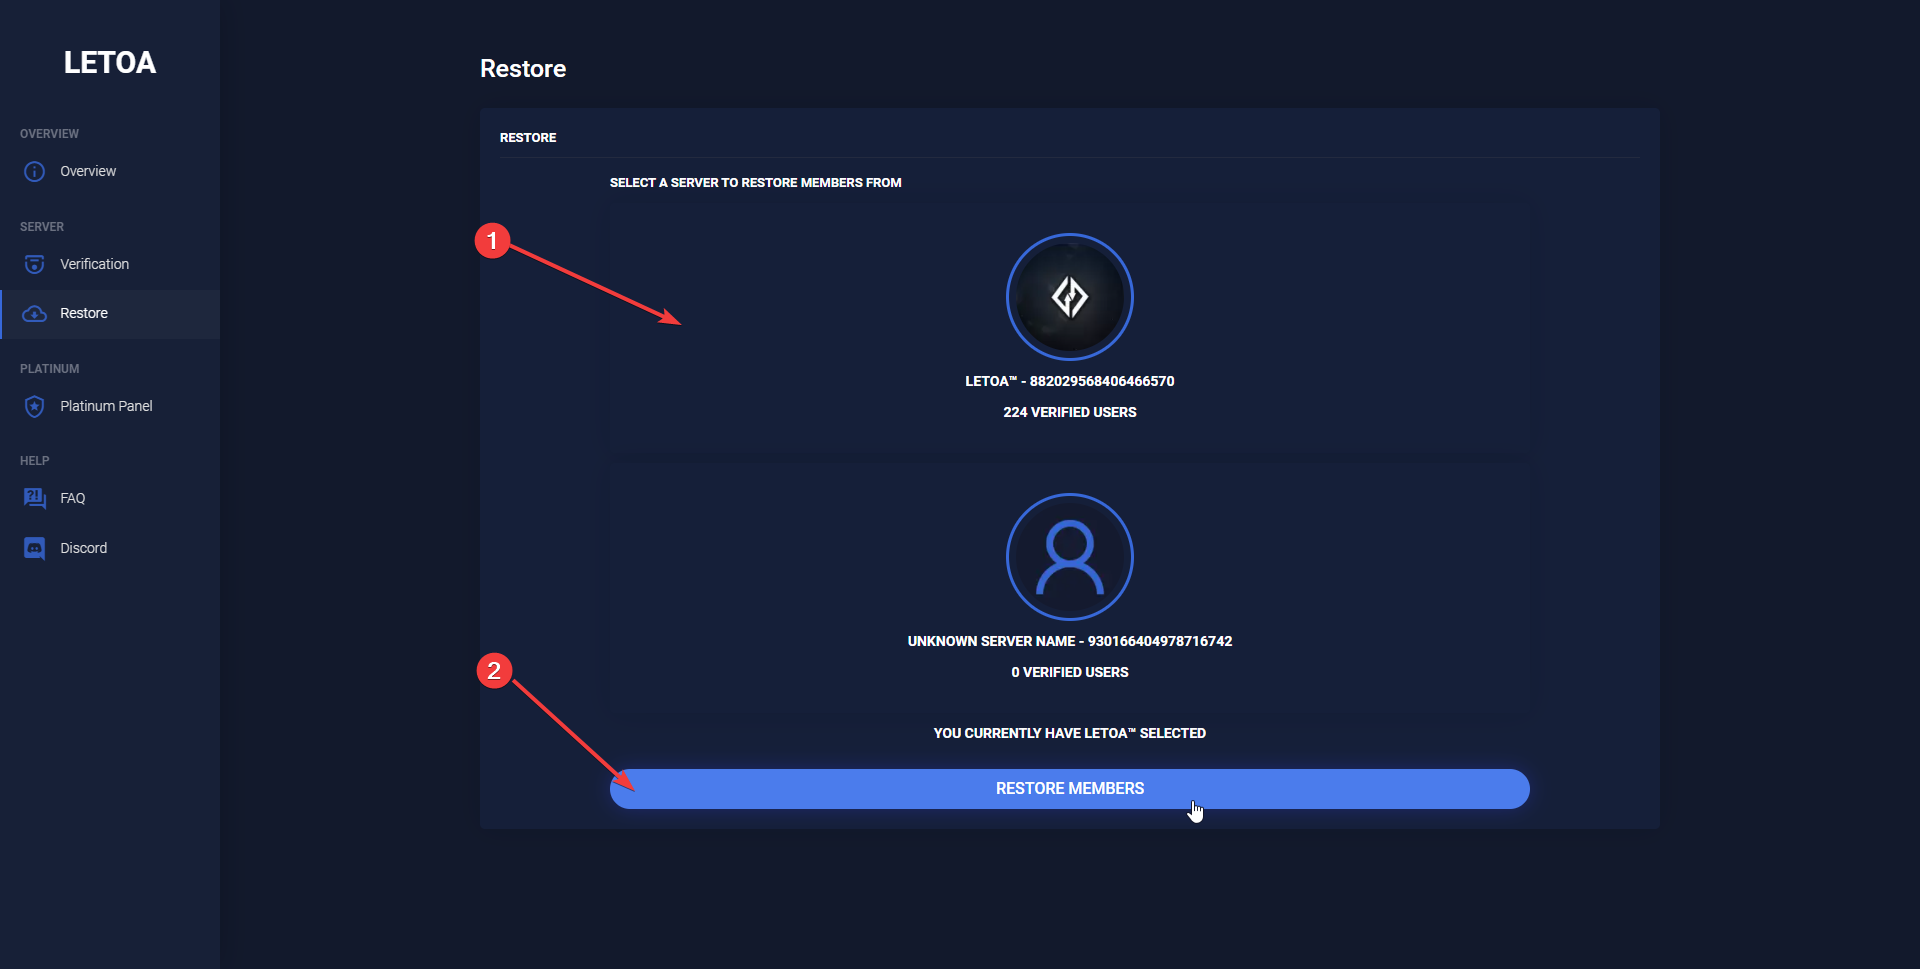 LETOA
OVERVIEW
Overview
SERVER
Verification
Restore
PLATINUM
Platinum Panel
HELP
?!
FAQ
Discord
Restore
RESTORE
SELECT A SERVER TO RESTORE MEMBERS FROM
1
LETOA™ - 882029568406466570
224 VERIFIED USERS
UNKNOWN SERVER NAME - 930166404978716742
2
0 VERIFIED USERS
YOU CURRENTLY HAVE LETOA™ SELECTED
RESTORE MEMBERS